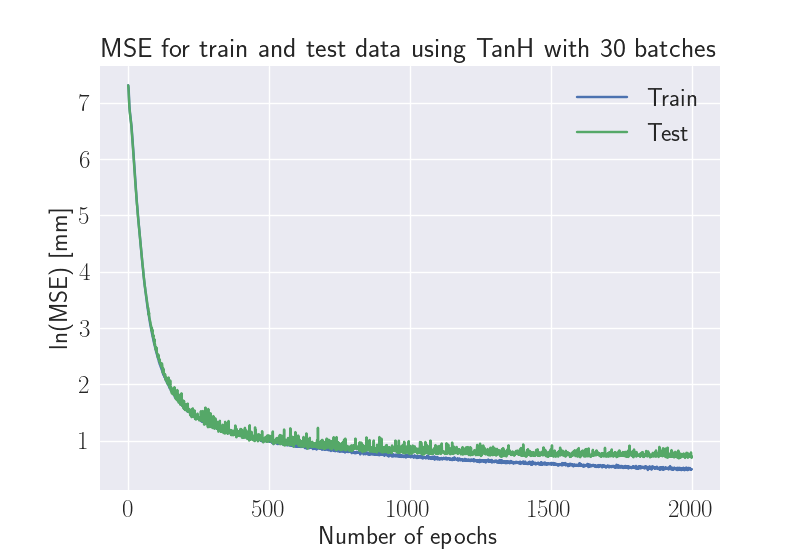 MSE for train and test data using TanH with 30 batches
Train
Test
ln(MSE) [mm]
7
6
5
4
3
2
1
0
500
1000
1500
2000
Number of epochs